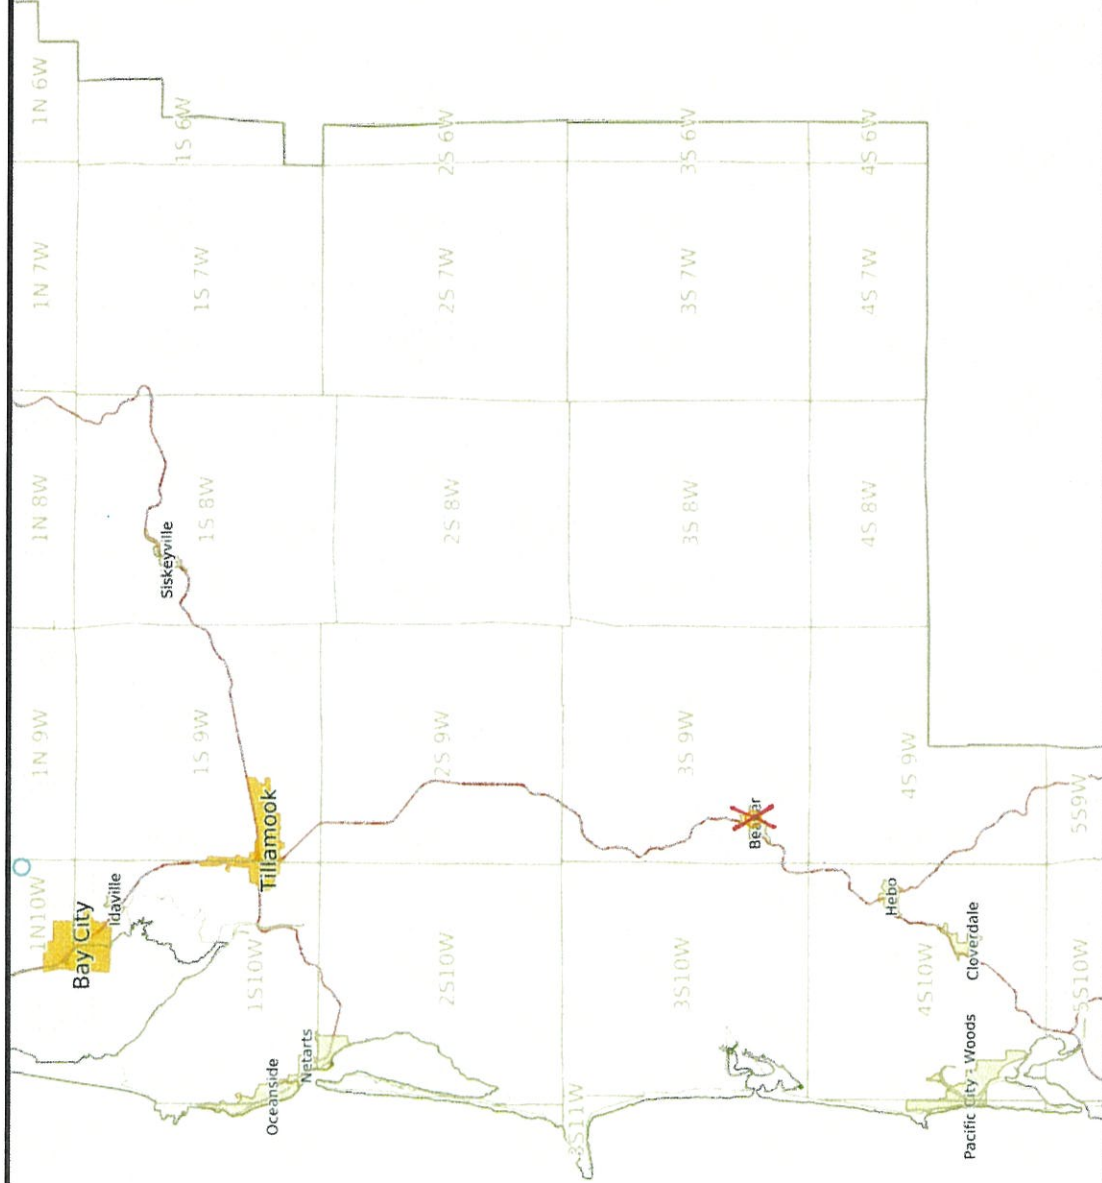 1N 6W
1S 6W
2S 6W
3S 6W
4S 6W
1N 7W
1S 7W
2S 7W
3S 7W
4S 7W
1N 8W
1S 8W
2S 8W
3S 8W
4S 8W
Siskeyville
1N 9W
1S 9W
2S 9W
3S 9W
4S 9W
5S9W
Tillamook
Beaver
1N10W
Bay City
Idaville
1S10W
2S10W
3S10W
4S10W
5S10W
Hebo
Cloverdale
Netarts
Oceanside
Pacific City - Woods
3S11W